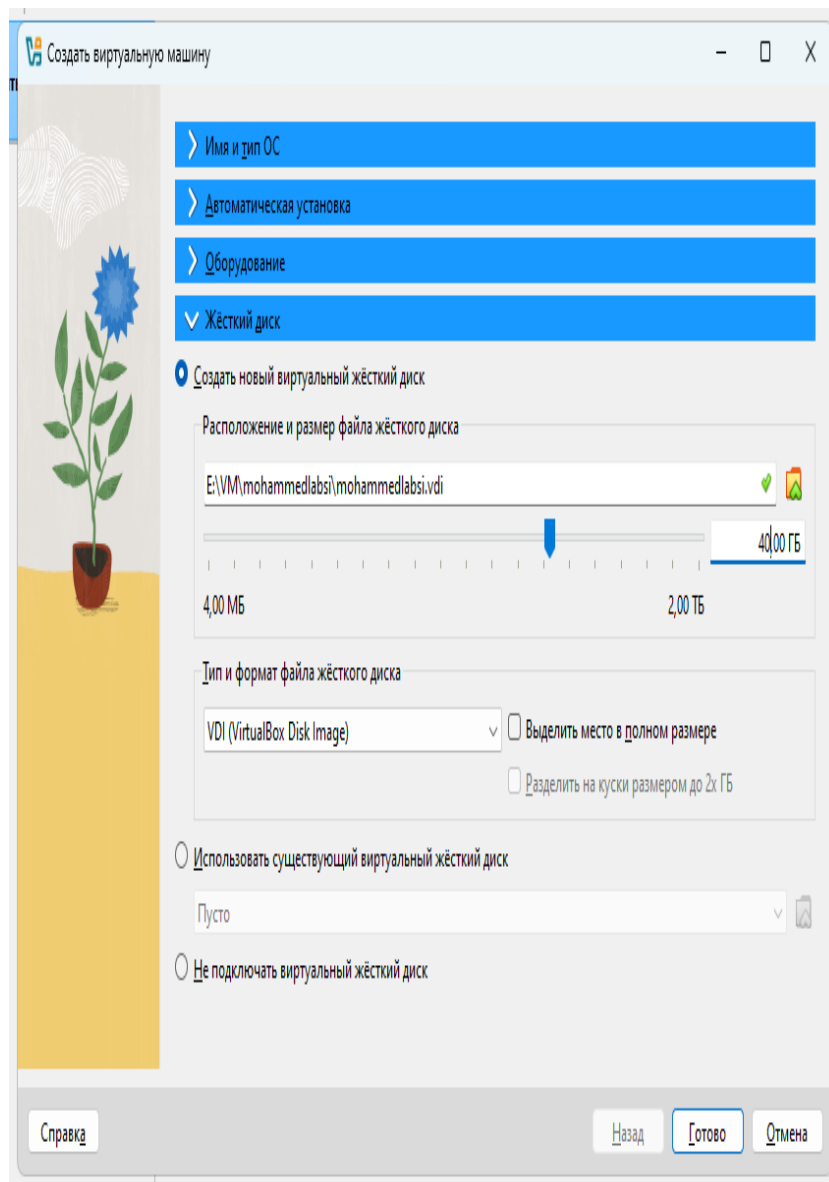 Создать виртуальную машину
Имя и тип ОС
Автоматическая установка
Оборудование
Жёсткий диск
Создать новый виртуальный жёсткий диск
Расположение и размер файла жёсткого диска
E:\VM\mohammedlabsi\mohammedlabsi.vdi
40,00 ГБ
4,00 МБ 2,00 ТБ
Тип и формат файла жёсткого диска
VDI (VirtualBox Disk Image) Выделить место в полном размере
Разделить на куски размером до 2х ГБ
Использовать существующий виртуальный жёсткий диск
Пусто
Не подключать виртуальный жёсткий диск
Справка Назад Готово Отмена